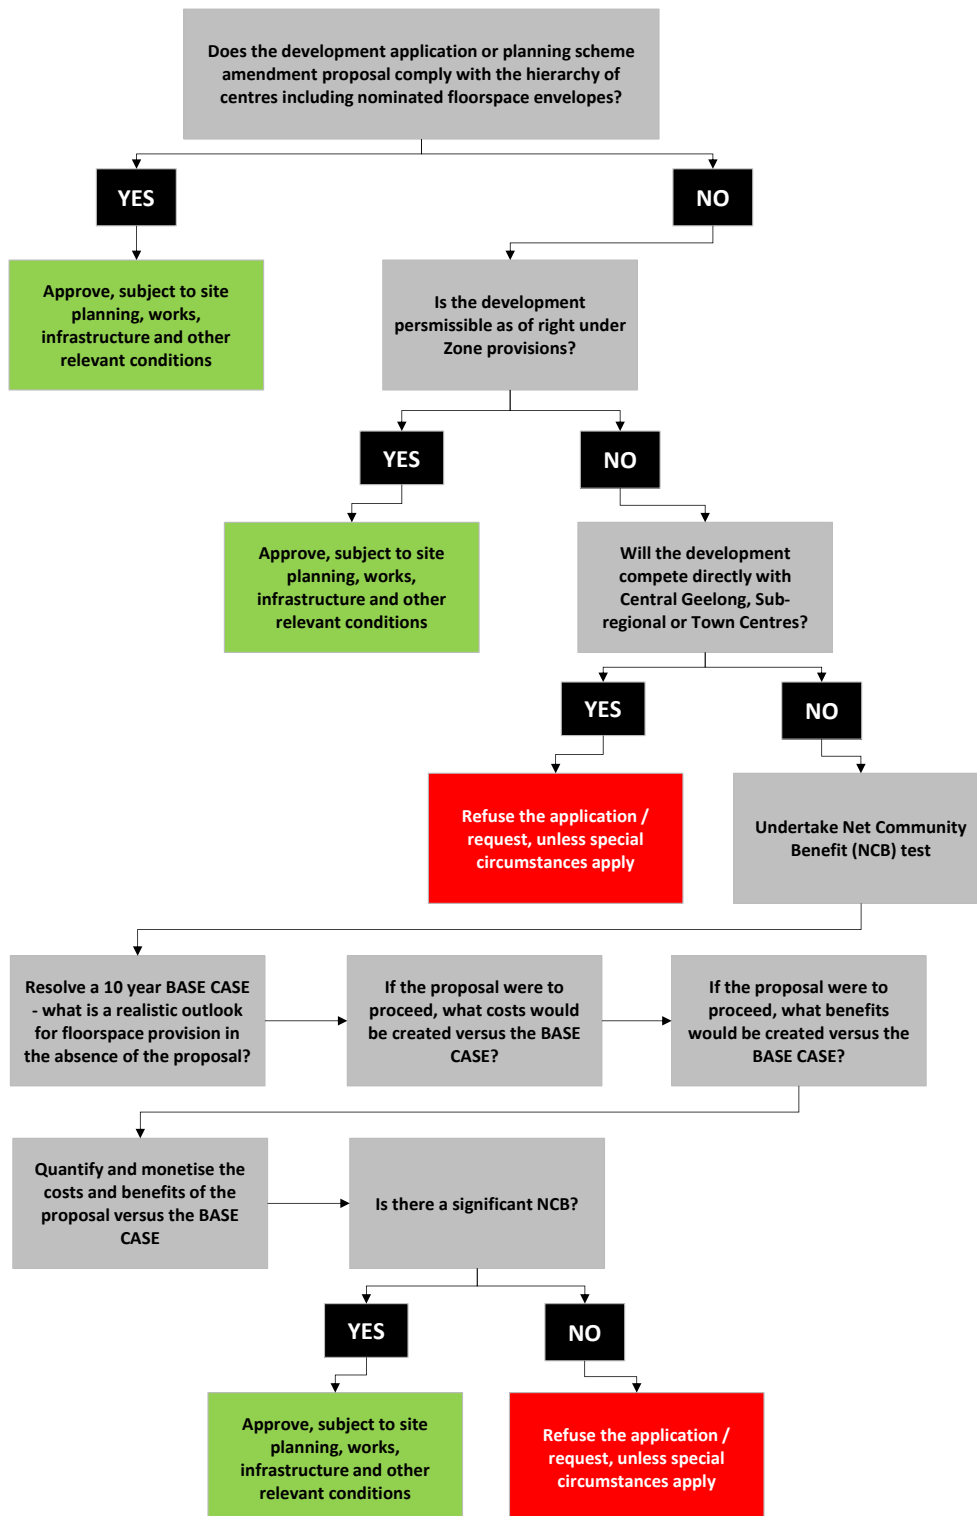 Does the development application or planning scheme
amendment proposal comply with the hierarchy of
centres including nominated floorspace envelopes?
YES
NO
Approve, subject to site
planning, works,
infrastructure and other
relevant conditions
Is the development
persmissible as of right under
Zone provisions?
YES
NO
Approve, subject to site
planning, works,
infrastructure and other
relevant conditions
Will the development
compete directly with
Central Geelong, Sub-
regional or Town Centres?
YES
NO
Refuse the application /
request, unless special
circumstances apply
Undertake Net Community
Benefit (NCB) test
Resolve a 10 year BASE CASE
- what is a realistic outlook
for floorspace provision in
the absence of the proposal?
If the proposal were to
proceed, what costs would
be created versus the BASE
CASE?
If the proposal were to
proceed, what benefits
would be created versus the
BASE CASE?
Quantify and monetise the
costs and benefits of the
proposal versus the BASE
CASE
Is there a significant NCB?
YES
NO
Approve, subject to site
planning, works,
infrastructure and other
relevant conditions
Refuse the application /
request, unless special
circumstances apply